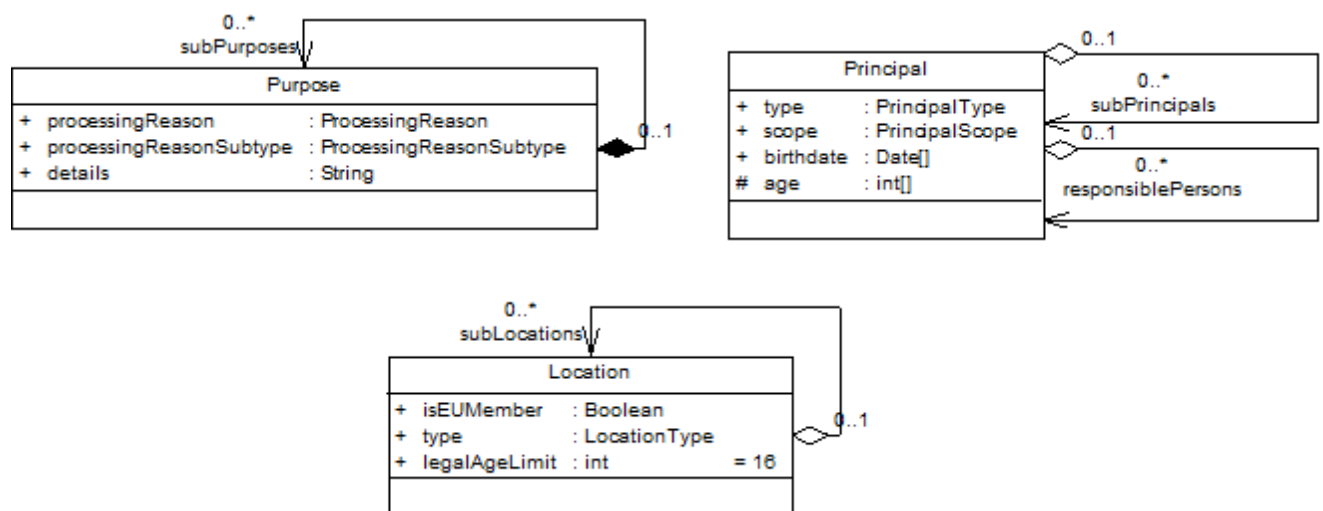 0..*
subPurposes
Purpose
+ processingReason : ProcessingReason
+ processingReasonSubtype : ProcessingReasonSubtype
+ details : String
0..1
Principal
+ type : PrincipalType
+ scope : PrincipalScope
+ birthdate : Date[]
# age : int[]
0..1
0..*
subPrincipals
0..1
0..*
responsiblePersons
0..*
subLocations
Location
+ isEUMember : Boolean
+ type : LocationType
+ legalAgeLimit : int = 16
0..1